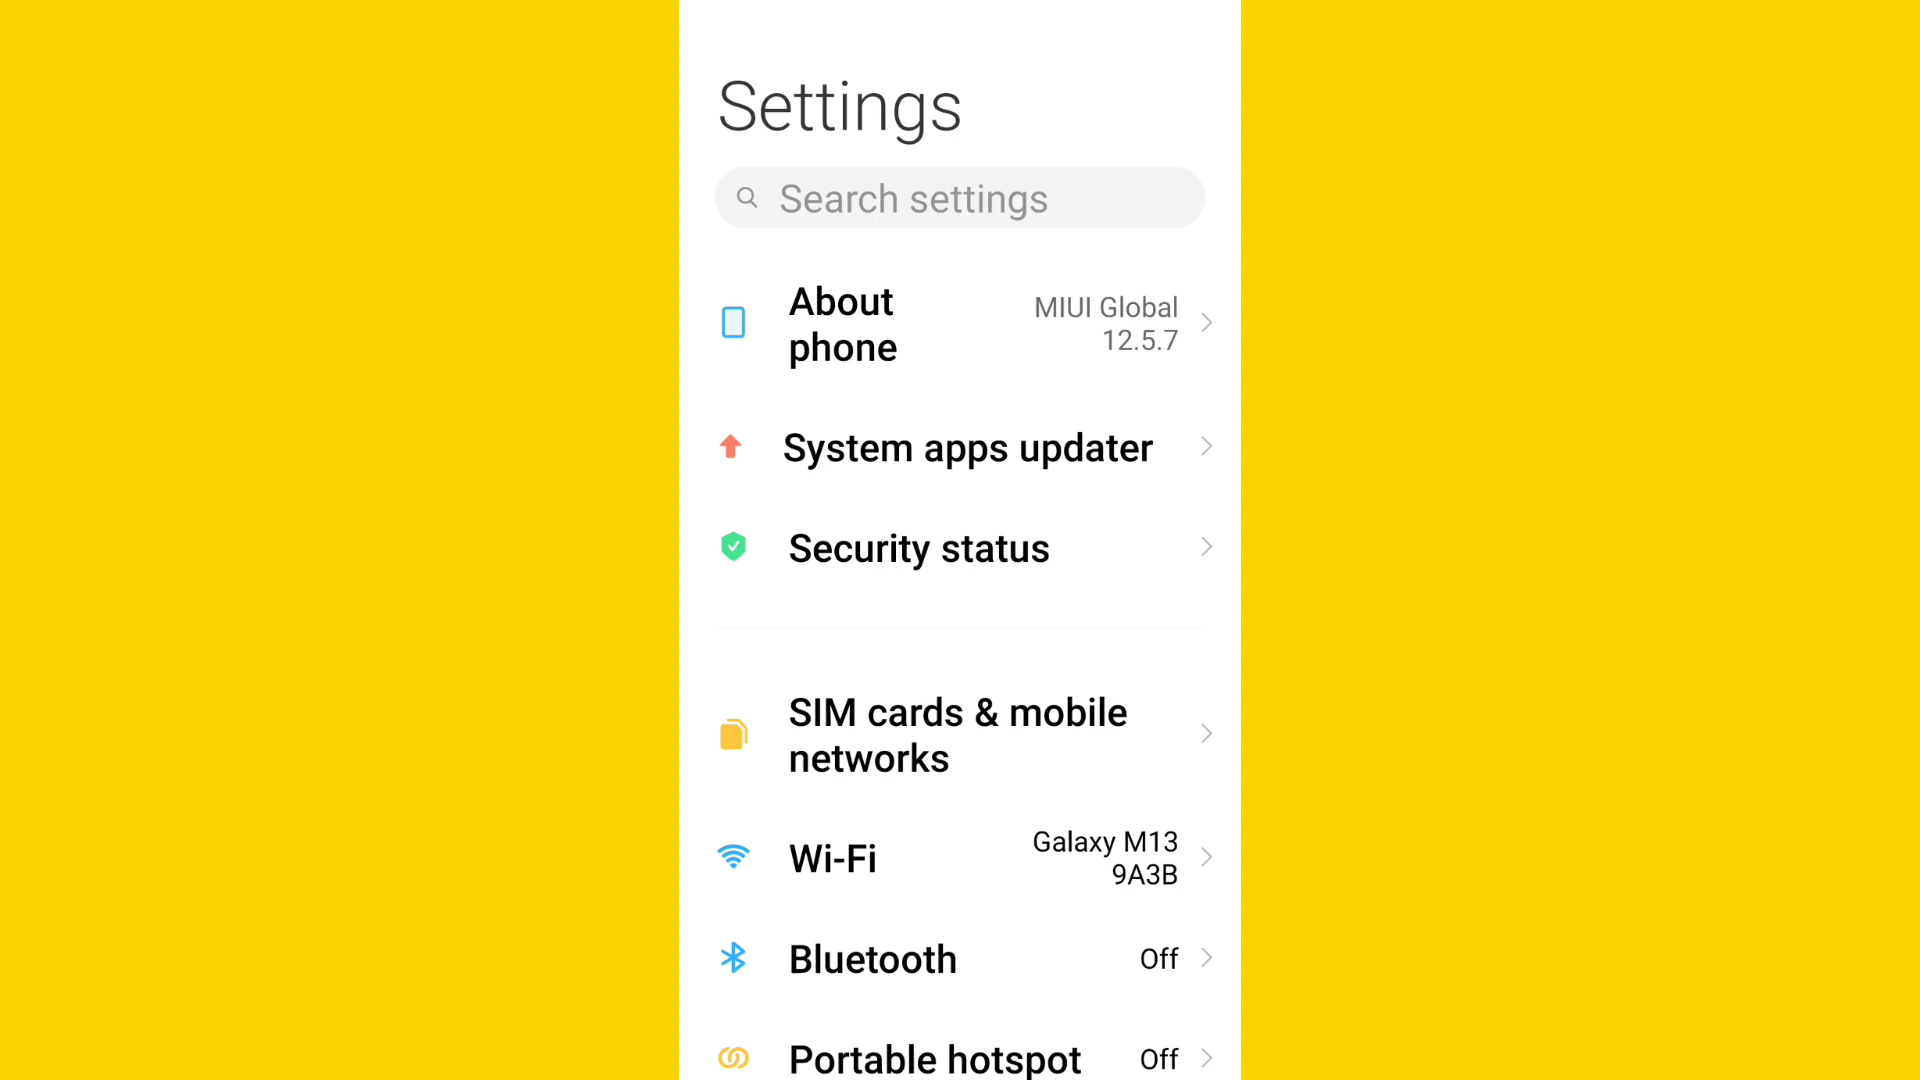 Settings
Search settings
About
phone
MIUI Global
12.5.7
System apps updater
Security status
SIM cards & mobile
networks
Wi-Fi
Galaxy M13
9A3B
Bluetooth
Off
Portable hotspot
Off